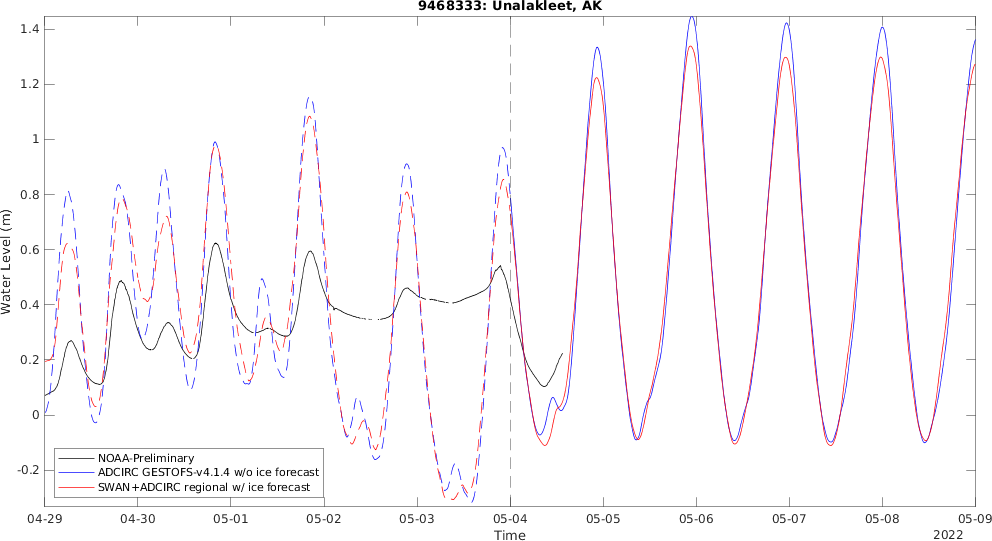 9468333: Unalakleet, AK
Water Level (m)
1.4
1.2
1
0.8
0.6
0.4
0.2
0
-0.2
NOAA-Preliminary
ADCIRC GESTOFS-v4.1.4 w/o ice forecast
SWAN+ADCIRC regional w/ ice forecast
04-29 04-30 05-01 05-02 05-03 05-04 05-05 05-06 05-07 05-08 05-09
Time
2022